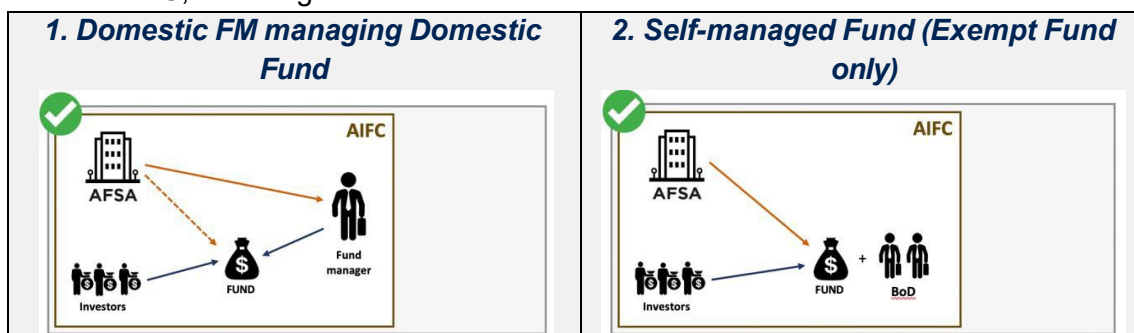 1. Domestic FM managing Domestic
Fund
AIFC
AFSA
Fund
manager
$
FUND
Investors
2. Self-managed Fund (Exempt Fund
only)
AIFC
AFSA
$
+
FUND
BoD
Investors